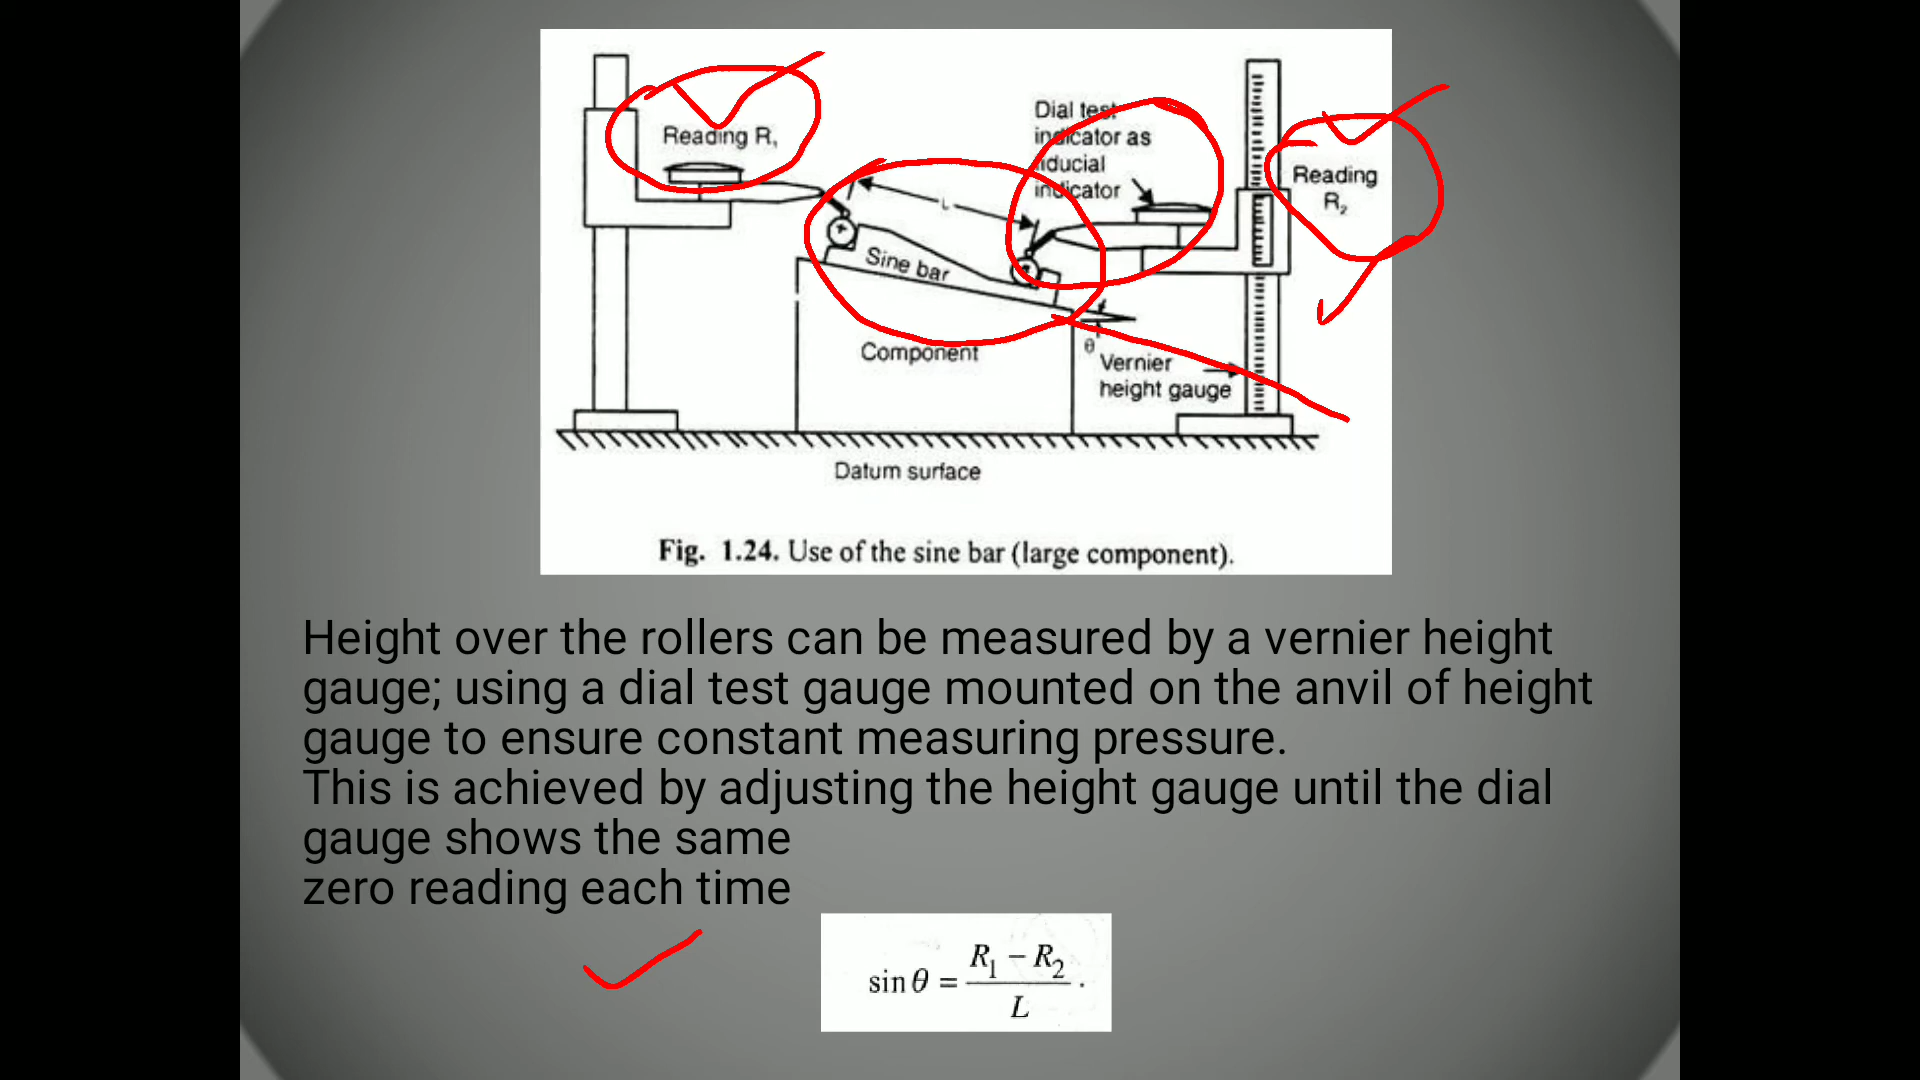 Reading R₁
Dial test
indicator as
fiducial
indicator
Reading
R₂
L
Sine bar
Component
θ
Vernier
height gauge
Datum surface
Fig. 1.24. Use of the sine bar (large component).
Height over the rollers can be measured by a vernier height
gauge; using a dial test gauge mounted on the anvil of height
gauge to ensure constant measuring pressure.
This is achieved by adjusting the height gauge until the dial
gauge shows the same
zero reading each time
sin θ = (R₁ − R₂) / L .